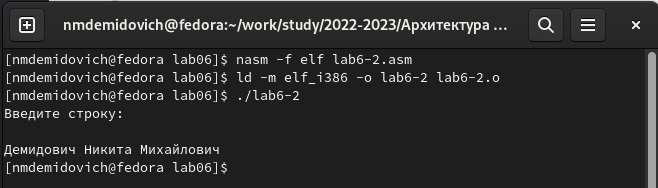 nmdemidovich@fedora:~/work/study/2022-2023/Архитектура ...
[nmdemidovich@fedora lab06]$ nasm -f elf lab6-2.asm
[nmdemidovich@fedora lab06]$ ld -m elf_i386 -o lab6-2 lab6-2.o
[nmdemidovich@fedora lab06]$ ./lab6-2
Введите строку:
Демидович Никита Михайлович
[nmdemidovich@fedora lab06]$